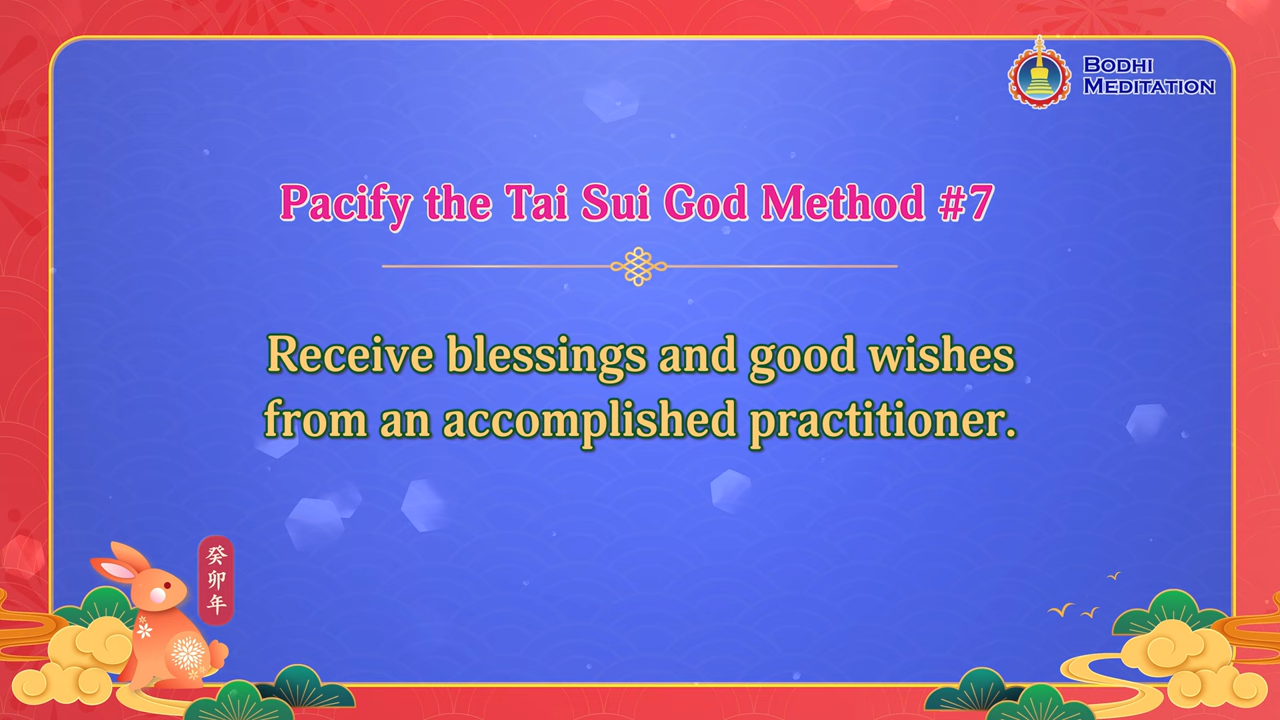 BODHI
MEDITATION
Pacify the Tai Sui God Method #7
Receive blessings and good wishes
from an accomplished practitioner.
癸卯年